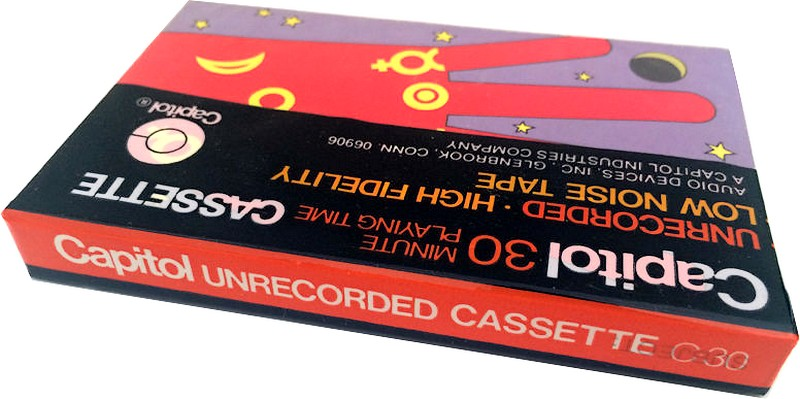 Capitol 30 MINUTE
PLAYING TIME CASSETTE
UNRECORDED · HIGH FIDELITY
· LOW NOISE TAPE
AUDIO DEVICES, INC. GLENBROOK, CONN. 06906
A CAPITOL INDUSTRIES COMPANY
Capitol®
Capitol UNRECORDED CASSETTE C-30